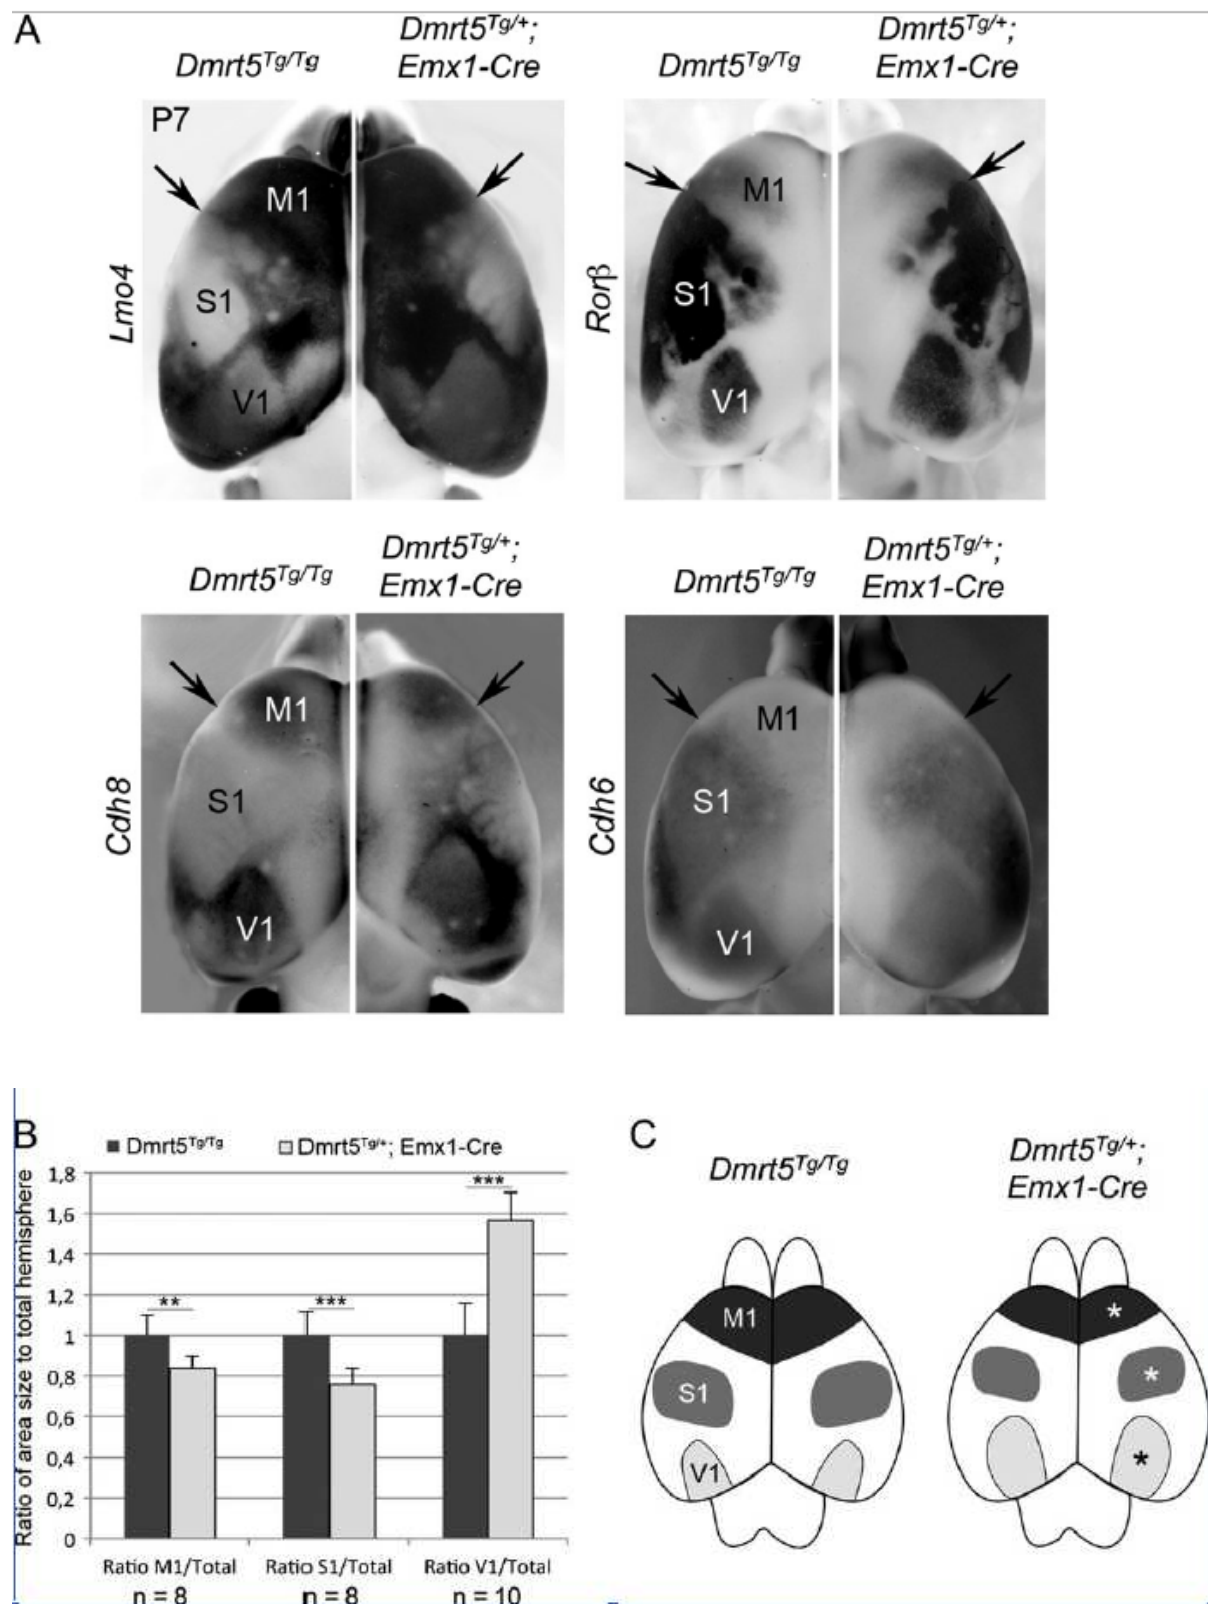 A
Dmrt5Tg/Tg
Dmrt5Tg/+;
Emx1-Cre
Dmrt5Tg/Tg
Dmrt5Tg/+;
Emx1-Cre
P7
M1
S1
V1
Lmo4
M1
S1
V1
Rorβ
Dmrt5Tg/Tg
Dmrt5Tg/+;
Emx1-Cre
Dmrt5Tg/Tg
Dmrt5Tg/+;
Emx1-Cre
M1
S1
V1
Cdh8
M1
S1
V1
Cdh6
B
Dmrt5Tg/Tg
Dmrt5Tg/+; Emx1-Cre
Ratio of area size to total hemisphere
1,8
1,6
1,4
1,2
1
0,8
0,6
0,4
0,2
0
**
***
***
Ratio M1/Total
n = 8
Ratio S1/Total
n = 8
Ratio V1/Total
n = 10
C
Dmrt5Tg/Tg
Dmrt5Tg/+;
Emx1-Cre
M1
S1
V1
*
*
*